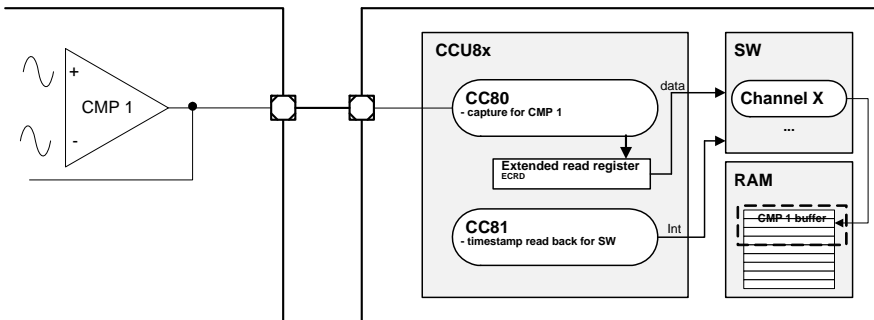 +
CMP 1
-
CCU8x
CC80
- capture for CMP 1
data
Extended read register
ECRD
CC81
- timestamp read back for SW
Int
SW
Channel X
...
RAM
CMP 1 buffer